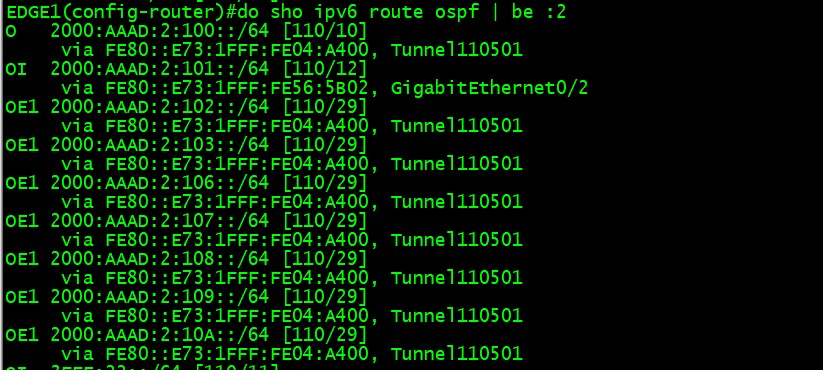 EDGE1(config-router)#do sho ipv6 route ospf | be :2
O   2000:AAAD:2:100::/64 [110/10]
     via FE80::E73:1FFF:FE04:A400, Tunnel110501
OI  2000:AAAD:2:101::/64 [110/12]
     via FE80::E73:1FFF:FE56:5B02, GigabitEthernet0/2
OE1 2000:AAAD:2:102::/64 [110/29]
     via FE80::E73:1FFF:FE04:A400, Tunnel110501
OE1 2000:AAAD:2:103::/64 [110/29]
     via FE80::E73:1FFF:FE04:A400, Tunnel110501
OE1 2000:AAAD:2:106::/64 [110/29]
     via FE80::E73:1FFF:FE04:A400, Tunnel110501
OE1 2000:AAAD:2:107::/64 [110/29]
     via FE80::E73:1FFF:FE04:A400, Tunnel110501
OE1 2000:AAAD:2:108::/64 [110/29]
     via FE80::E73:1FFF:FE04:A400, Tunnel110501
OE1 2000:AAAD:2:109::/64 [110/29]
     via FE80::E73:1FFF:FE04:A400, Tunnel110501
OE1 2000:AAAD:2:10A::/64 [110/29]
     via FE80::E73:1FFF:FE04:A400, Tunnel110501